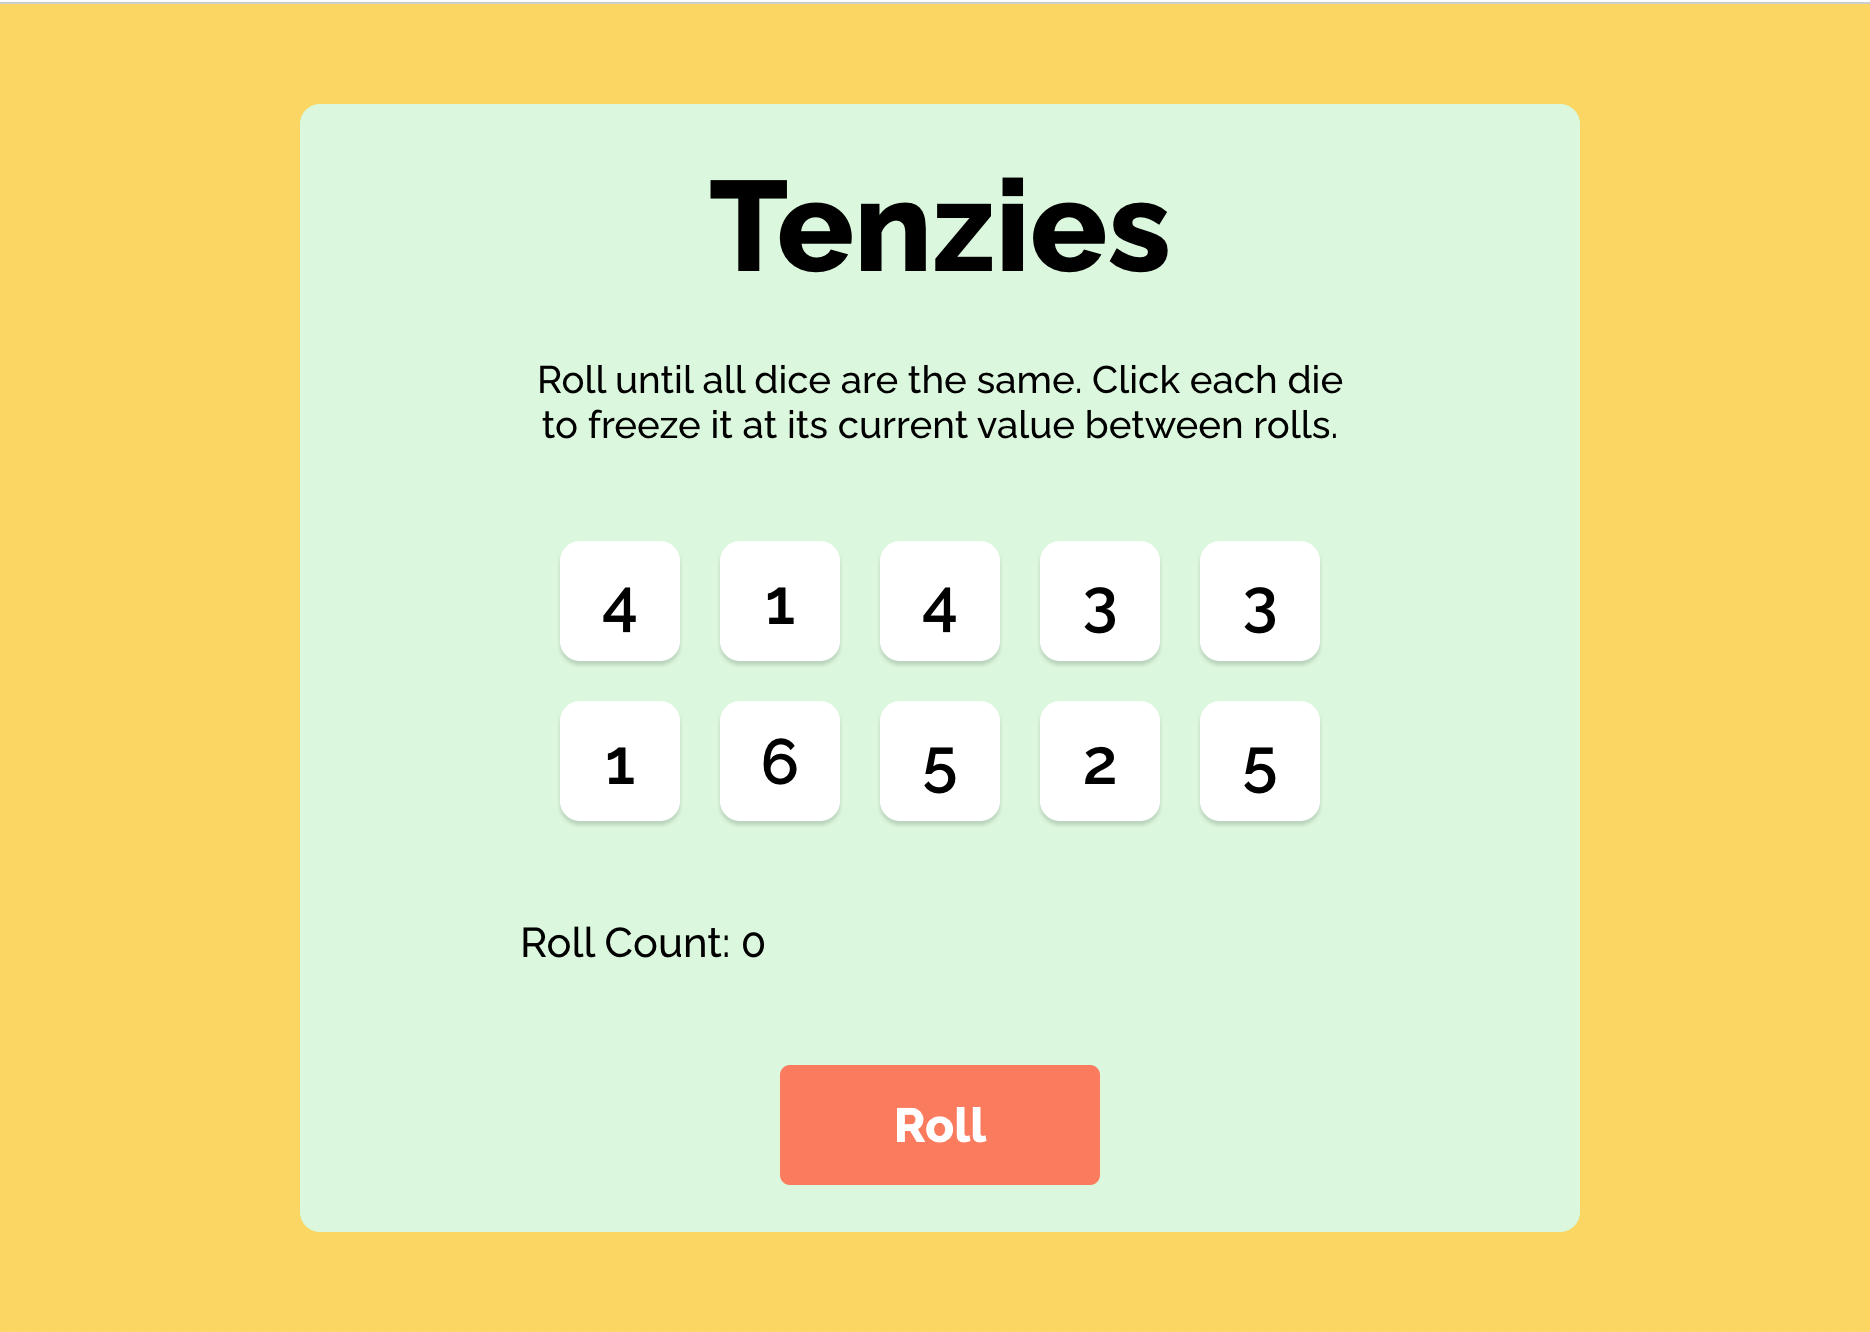 Tenzies
Roll until all dice are the same. Click each die
to freeze it at its current value between rolls.
4 1 4 3 3
1 6 5 2 5
Roll Count: 0
Roll